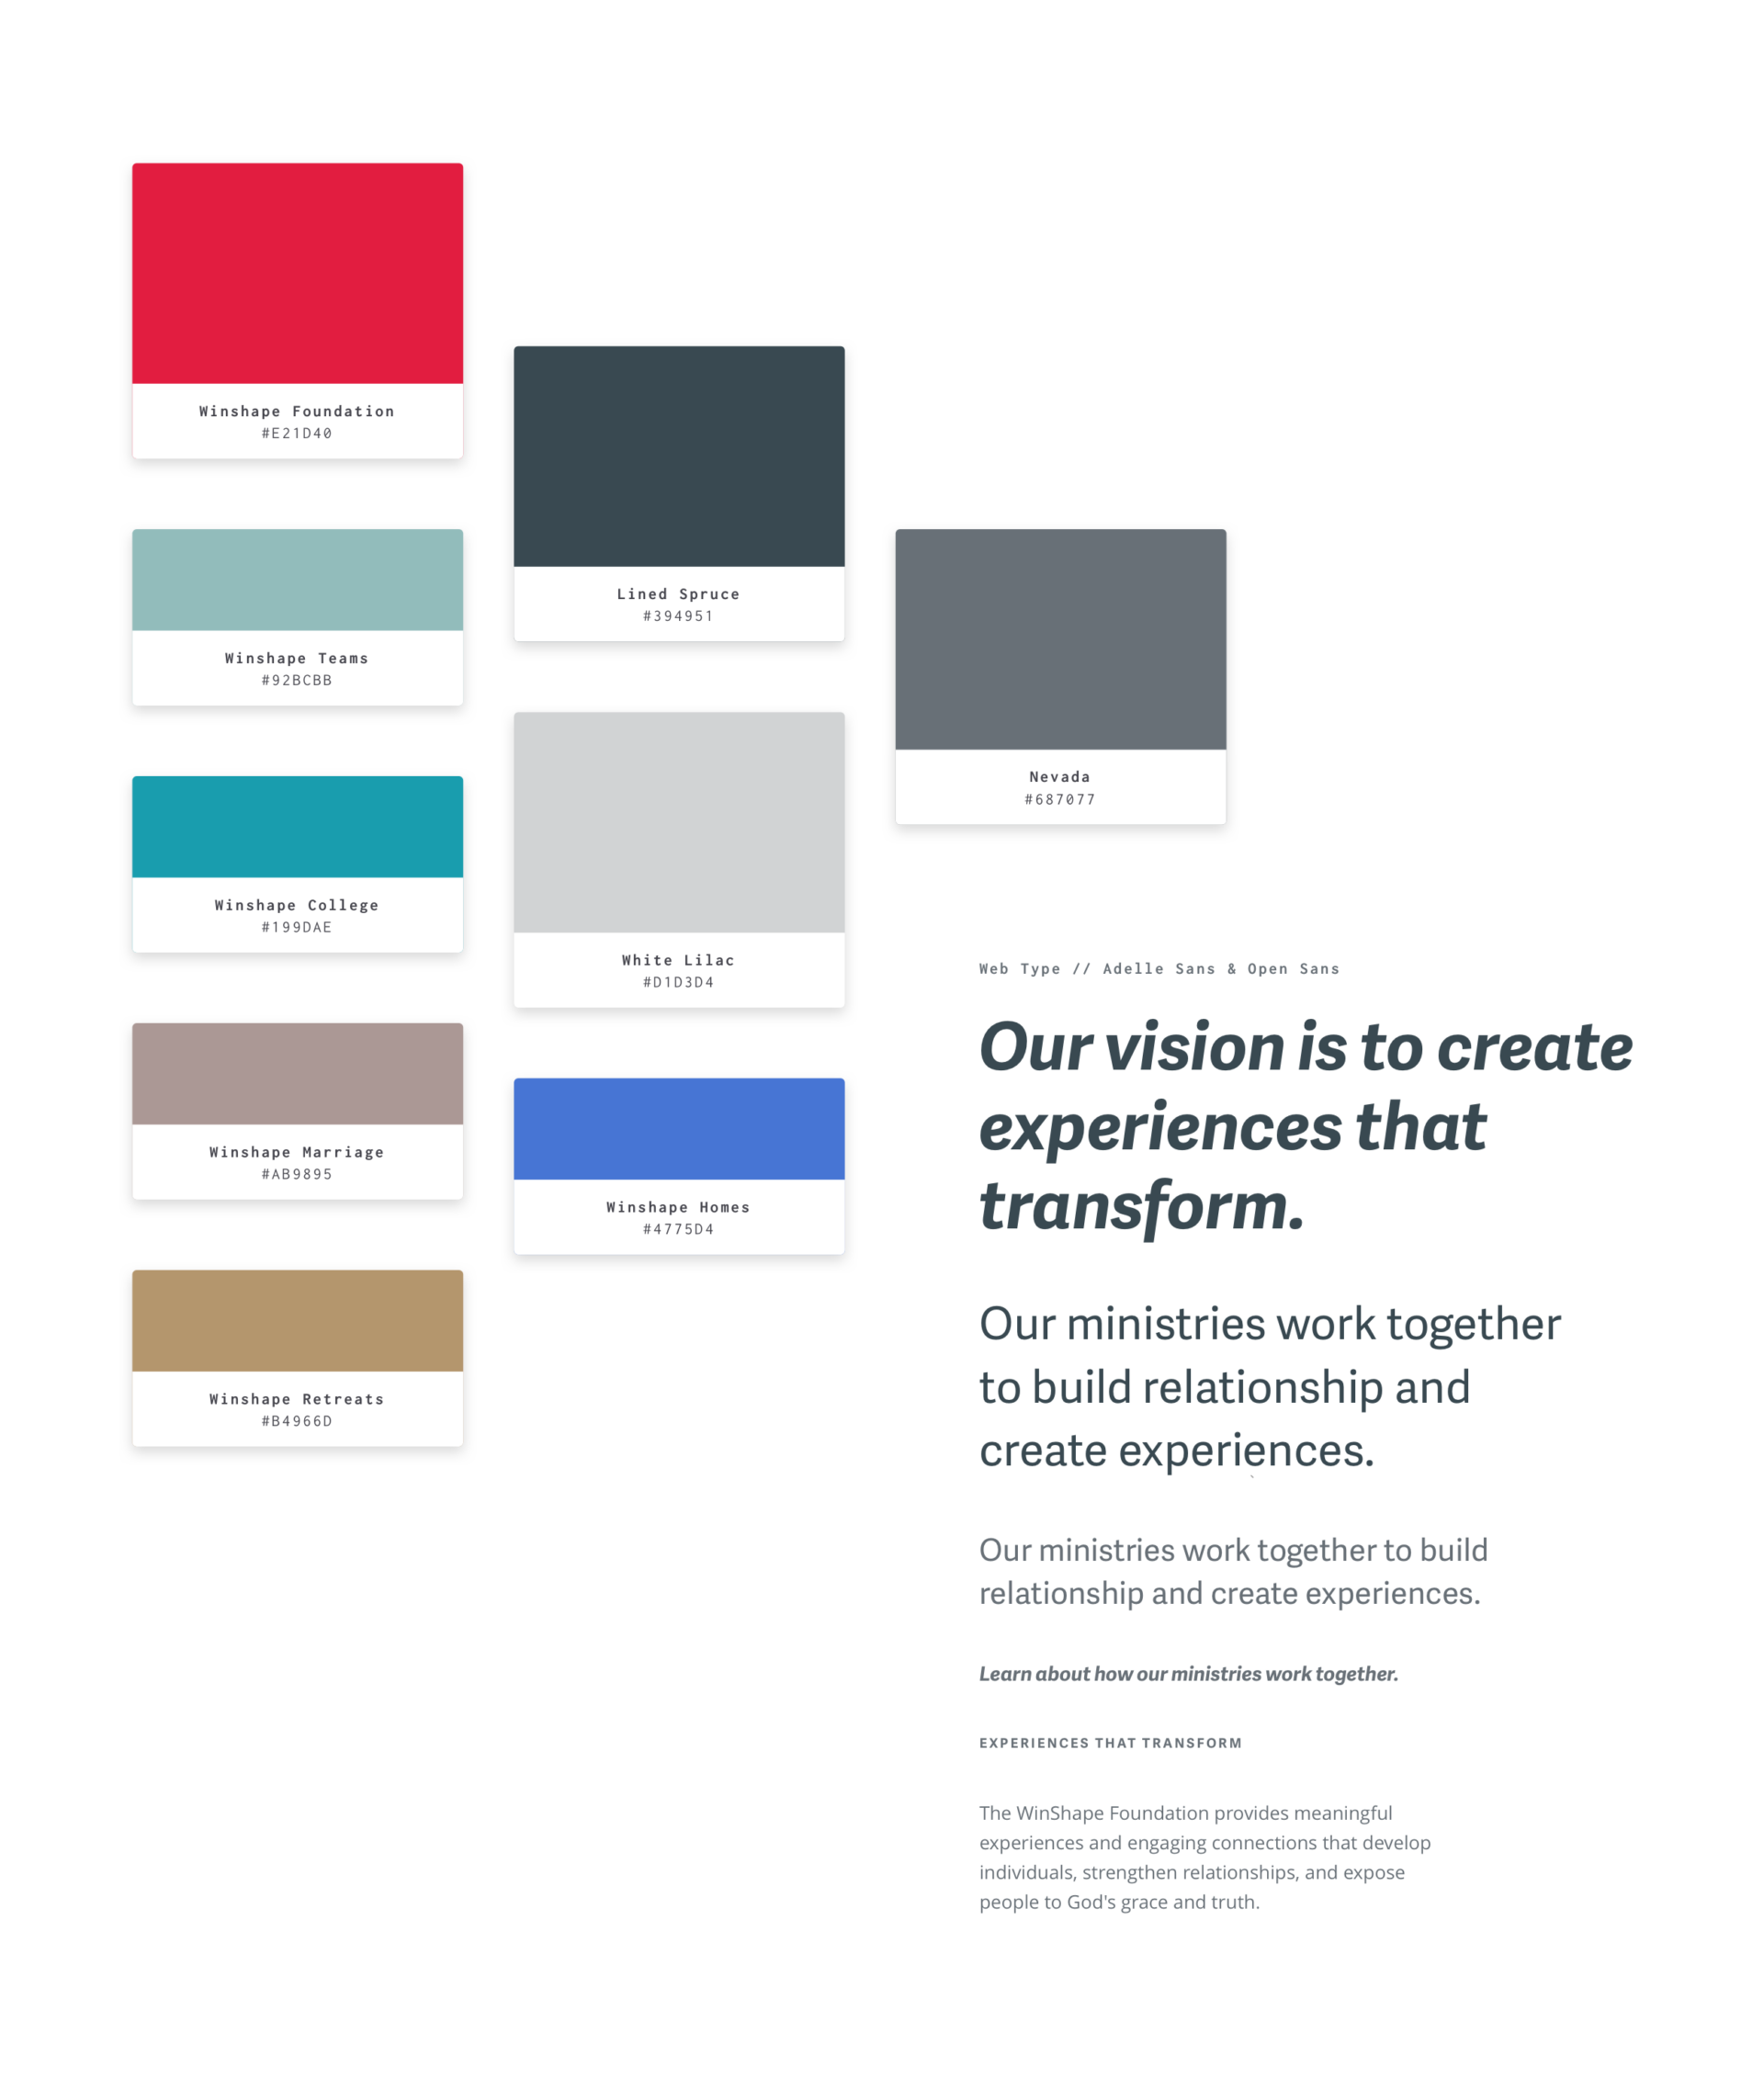 Winshape Foundation
#E21D40
Winshape Teams
#92BCBB
Winshape College
#199DAE
Winshape Marriage
#AB9895
Winshape Retreats
#B4966D
Lined Spruce
#394951
White Lilac
#D1D3D4
Winshape Homes
#4775D4
Nevada
#687077
Web Type // Adelle Sans & Open Sans
Our vision is to create
experiences that
transform.
Our ministries work together
to build relationship and
create experiences.
Our ministries work together to build
relationship and create experiences.
Learn about how our ministries work together.
EXPERIENCES THAT TRANSFORM
The WinShape Foundation provides meaningful
experiences and engaging connections that develop
individuals, strengthen relationships, and expose
people to God's grace and truth.